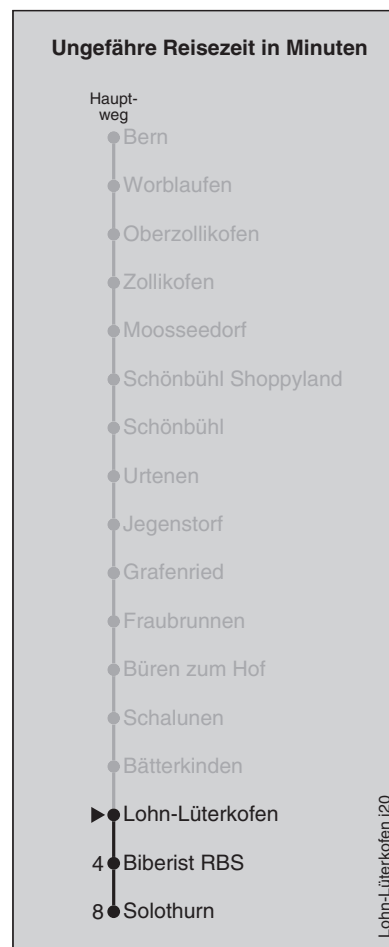 Ungefähre Reisezeit in Minuten
Haupt-
weg
Bern
Worblaufen
Oberzollikofen
Zollikofen
Moosseedorf
Schönbühl Shoppyland
Schönbühl
Urtenen
Jegenstorf
Grafenried
Fraubrunnen
Büren zum Hof
Schalunen
Bätterkinden
Lohn-Lüterkofen
4 Biberist RBS
8 Solothurn
Lohn-Lüterkofen j20